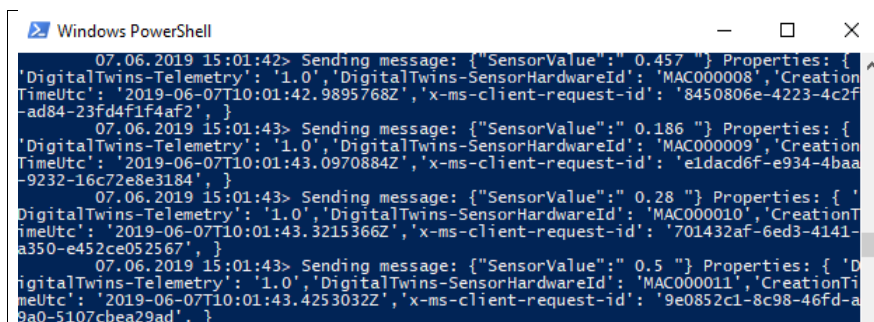 Windows PowerShell
07.06.2019 15:01:42> Sending message: {"SensorValue":" 0.457 "} Properties: {
'DigitalTwins-Telemetry': '1.0','DigitalTwins-SensorHardwareId': 'MAC000008','Creation
TimeUtc': '2019-06-07T10:01:42.9895768Z','x-ms-client-request-id': '8450806e-4223-4c2f
-ad84-23fd4f1f4af2', }
07.06.2019 15:01:43> Sending message: {"SensorValue":" 0.186 "} Properties: {
'DigitalTwins-Telemetry': '1.0','DigitalTwins-SensorHardwareId': 'MAC000009','Creation
TimeUtc': '2019-06-07T10:01:43.0970884Z','x-ms-client-request-id': 'e1dacd6f-e934-4baa
-9232-16c72e8e3184', }
07.06.2019 15:01:43> Sending message: {"SensorValue":" 0.28 "} Properties: { '
DigitalTwins-Telemetry': '1.0','DigitalTwins-SensorHardwareId': 'MAC000010','CreationT
imeUtc': '2019-06-07T10:01:43.3215366Z','x-ms-client-request-id': '701432af-6ed3-4141-
a350-e452ce052567', }
07.06.2019 15:01:43> Sending message: {"SensorValue":" 0.5 "} Properties: { 'D
igitalTwins-Telemetry': '1.0','DigitalTwins-SensorHardwareId': 'MAC000011','CreationTi
meUtc': '2019-06-07T10:01:43.4253032Z','x-ms-client-request-id': '9e0852c1-8c98-46fd-a
9a0-5107cbea29ad', }